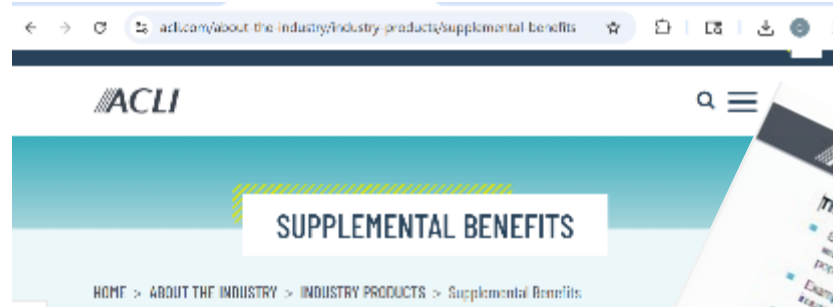 acli.com/about-the-industry/industry-products/supplemental-benefits
ACLI
SUPPLEMENTAL BENEFITS
HOME > ABOUT THE INDUSTRY > INDUSTRY PRODUCTS > Supplemental Benefits